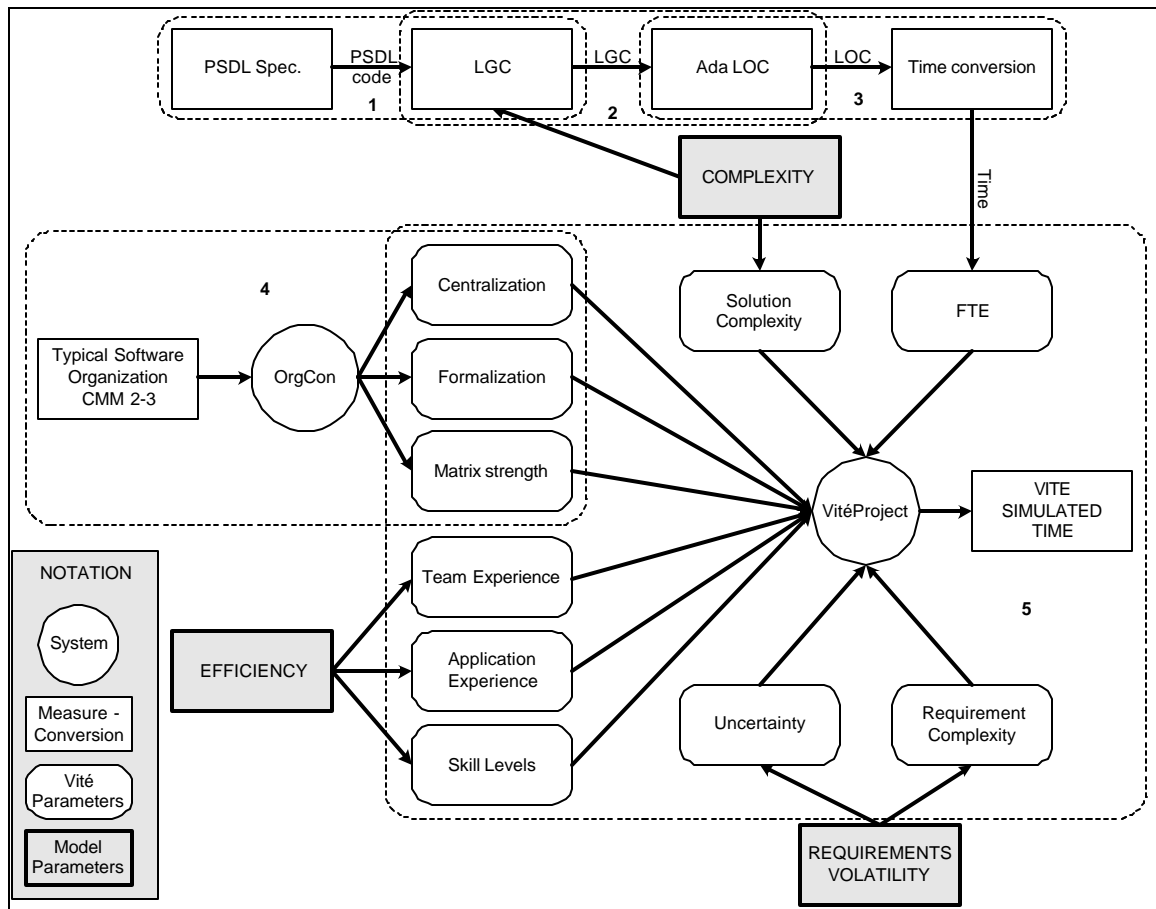 PSDL Spec.
PSDL
code
LGC
LGC
Ada LOC
LOC
Time conversion
1
2
3
COMPLEXITY
Time
4
Centralization
Solution
Complexity
FTE
Typical Software
Organization
CMM 2-3
OrgCon
Formalization
Matrix strength
VitéProject
VITE
SIMULATED
TIME
NOTATION
System
Measure -
Conversion
Vité
Parameters
Model
Parameters
EFFICIENCY
Team Experience
Application
Experience
Skill Levels
5
Uncertainty
Requirement
Complexity
REQUIREMENTS
VOLATILITY